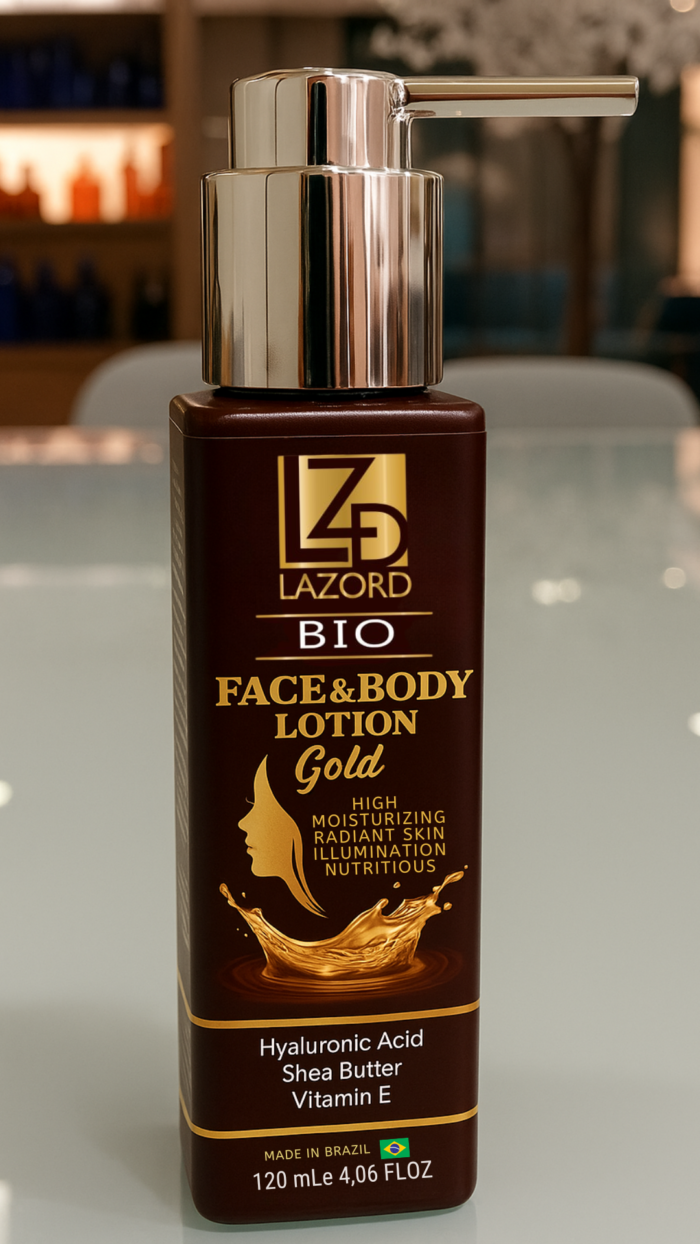 LZD
LAZORD
BIO
FACE&BODY
LOTION
Gold
HIGH
MOISTURIZING
RADIANT SKIN
ILLUMINATION
NUTRITIOUS
Hyaluronic Acid
Shea Butter
Vitamin E
MADE IN BRAZIL
120 mLe 4,06 FLOZ